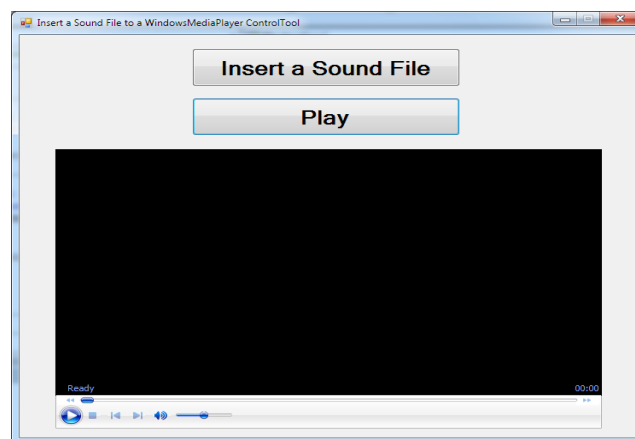 Insert a Sound File to a WindowsMediaPlayer ControlTool
Insert a Sound File
Play
Ready 00:00